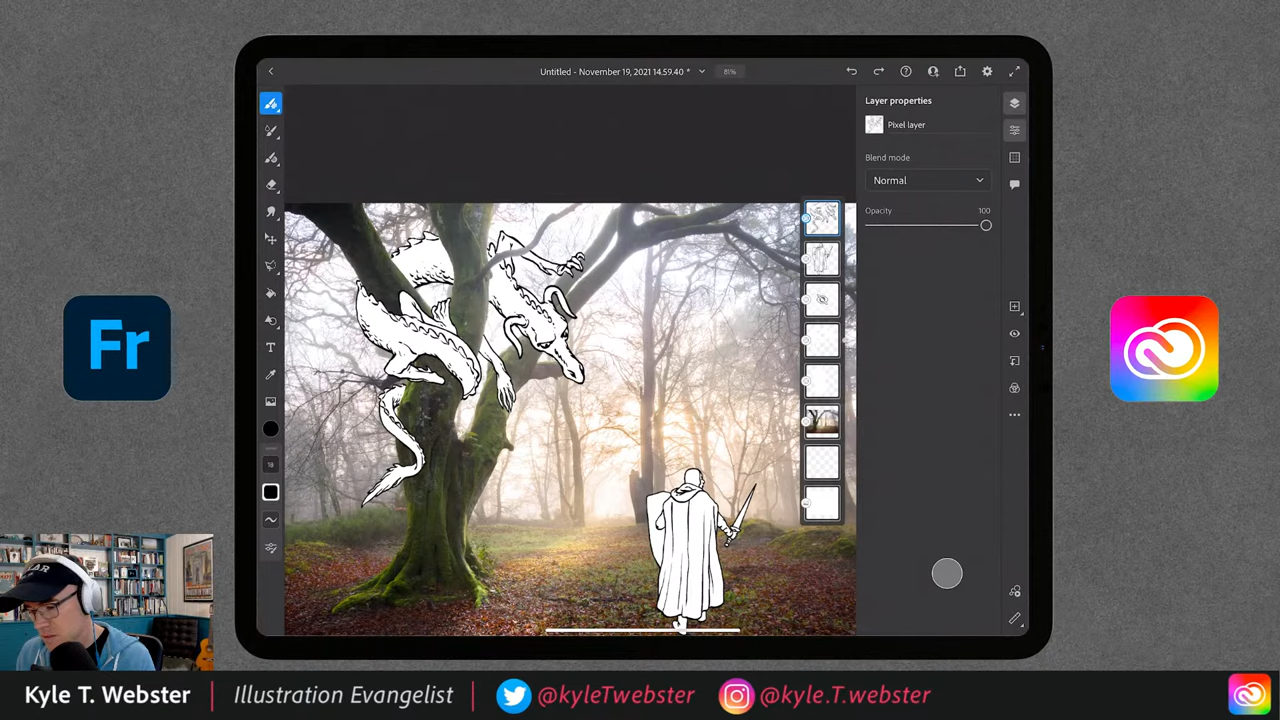 Untitled - November 19, 2021 14.59.40 *
81%
Layer properties
Pixel layer
Blend mode
Normal
Opacity
100
T
18
Fr
Kyle T. Webster
Illustration Evangelist
@kyleTwebster
@kyle.T.webster